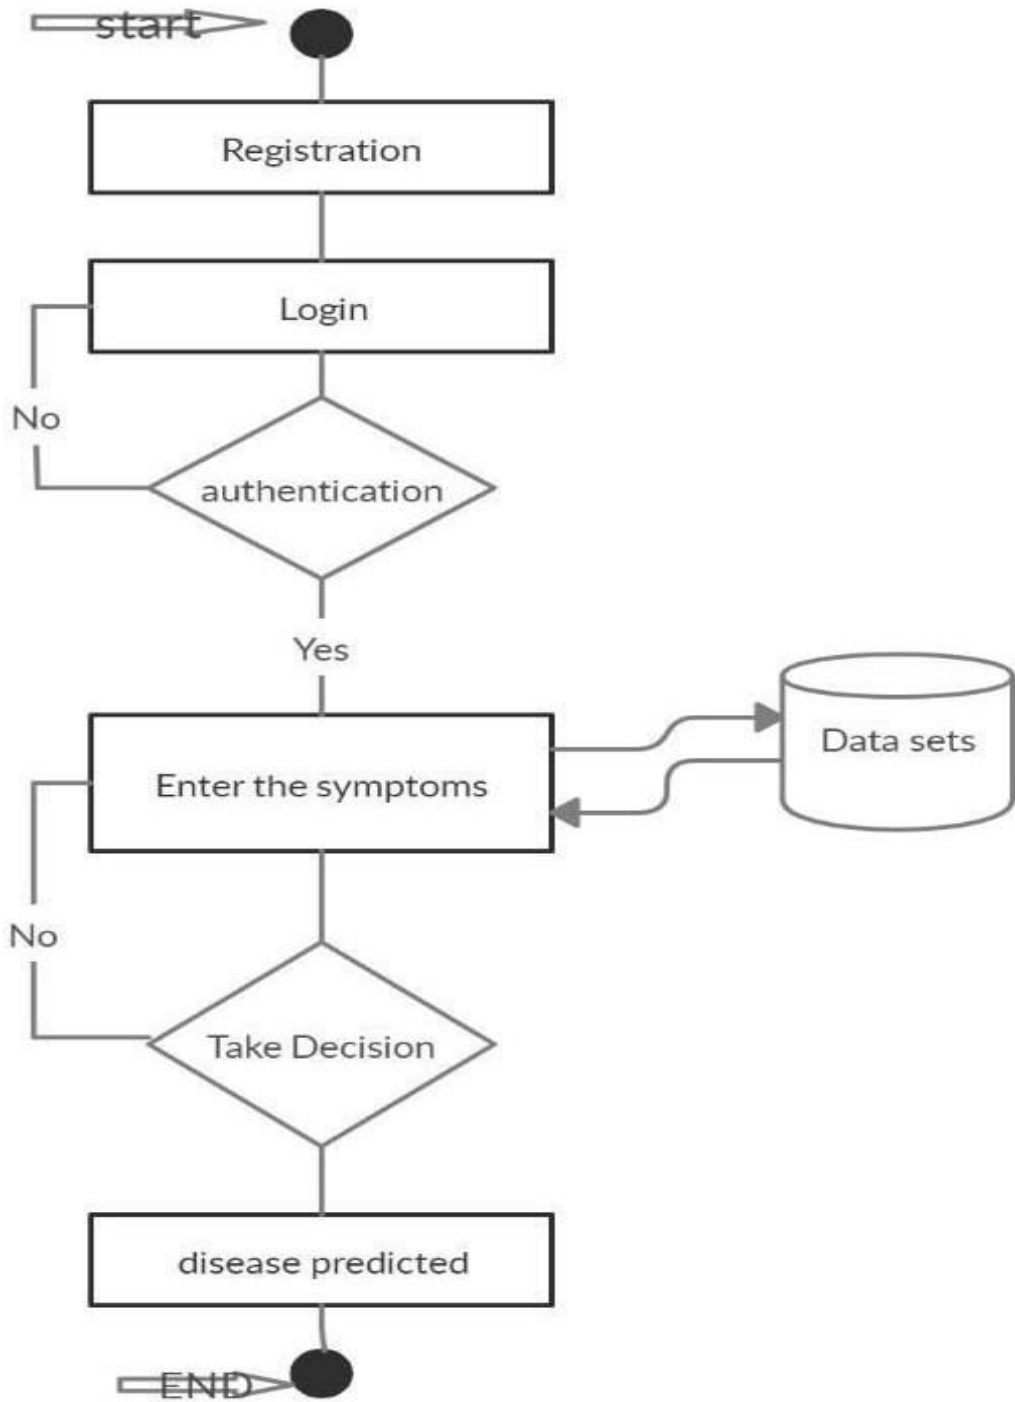 start
Registration
Login
No
authentication
Yes
Data sets
Enter the symptoms
No
Take Decision
disease predicted
END